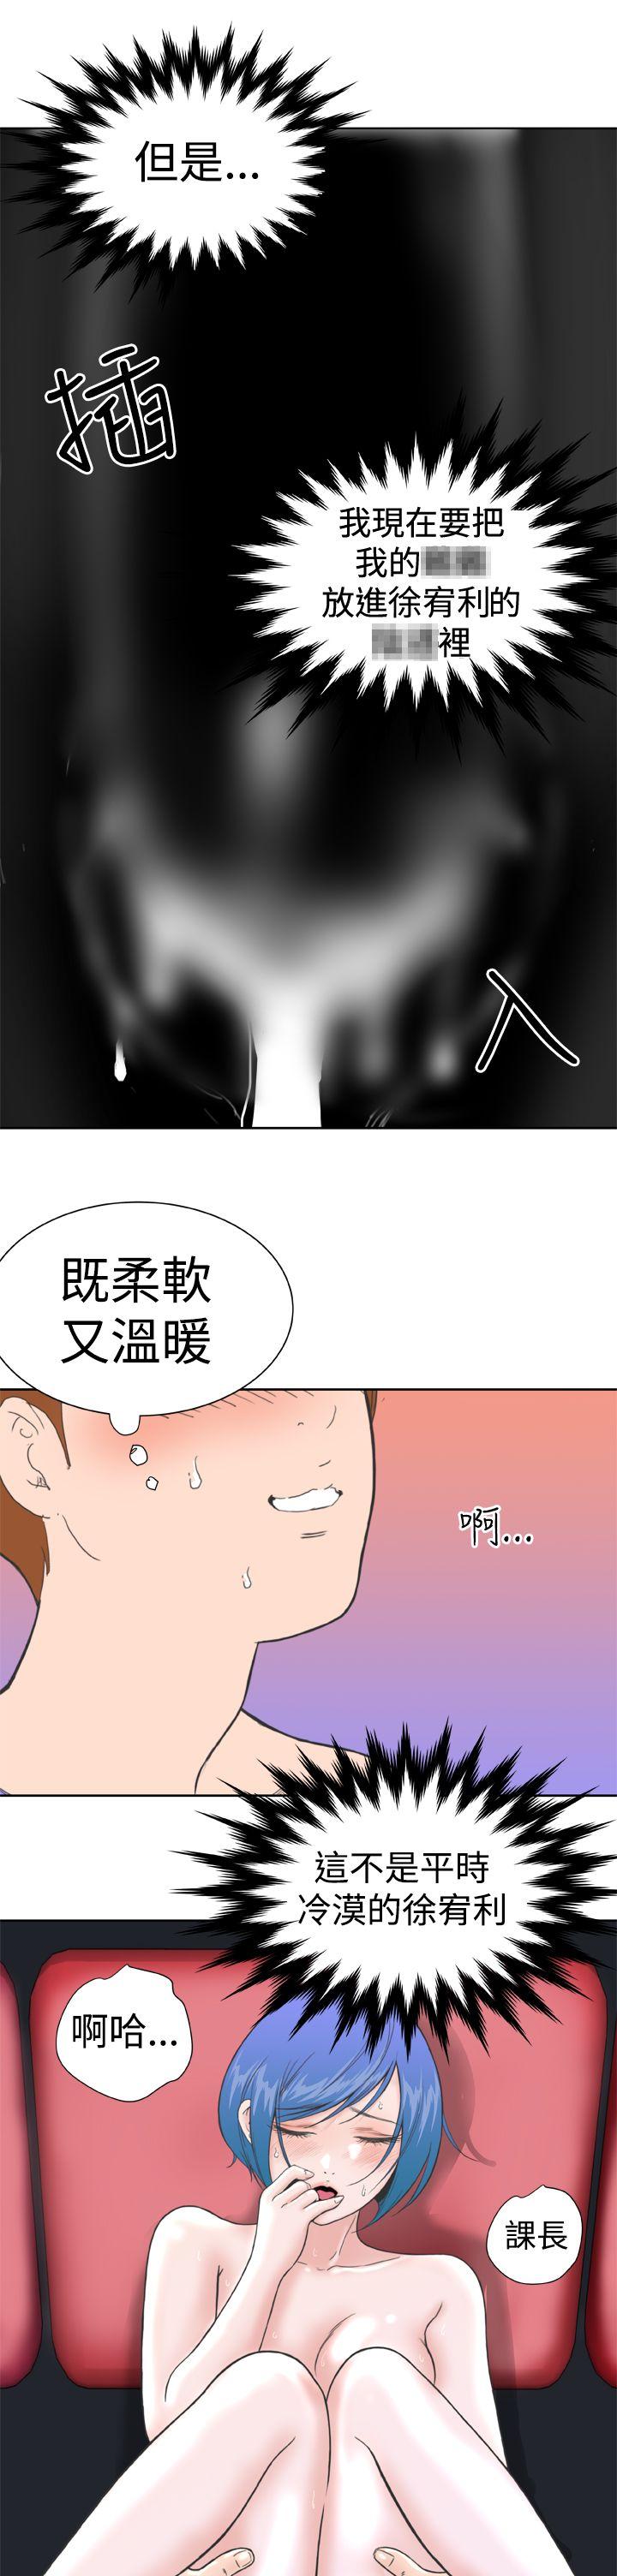 但是...
插
我現在要把
我的
放進徐宥利的
裡
入
既柔軟
又溫暖
啊...
這不是平時
冷漠的徐宥利
啊哈...
課長